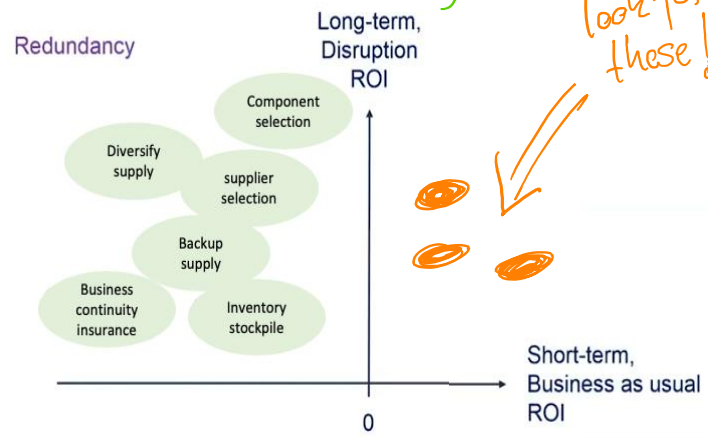 Long-term,
Disruption
ROI
look
these!
Redundancy
Component
selection
Diversify
supply
supplier
selection
Backup
supply
Business
continuity
insurance
Inventory
stockpile
Short-term,
Business as usual
ROI
0